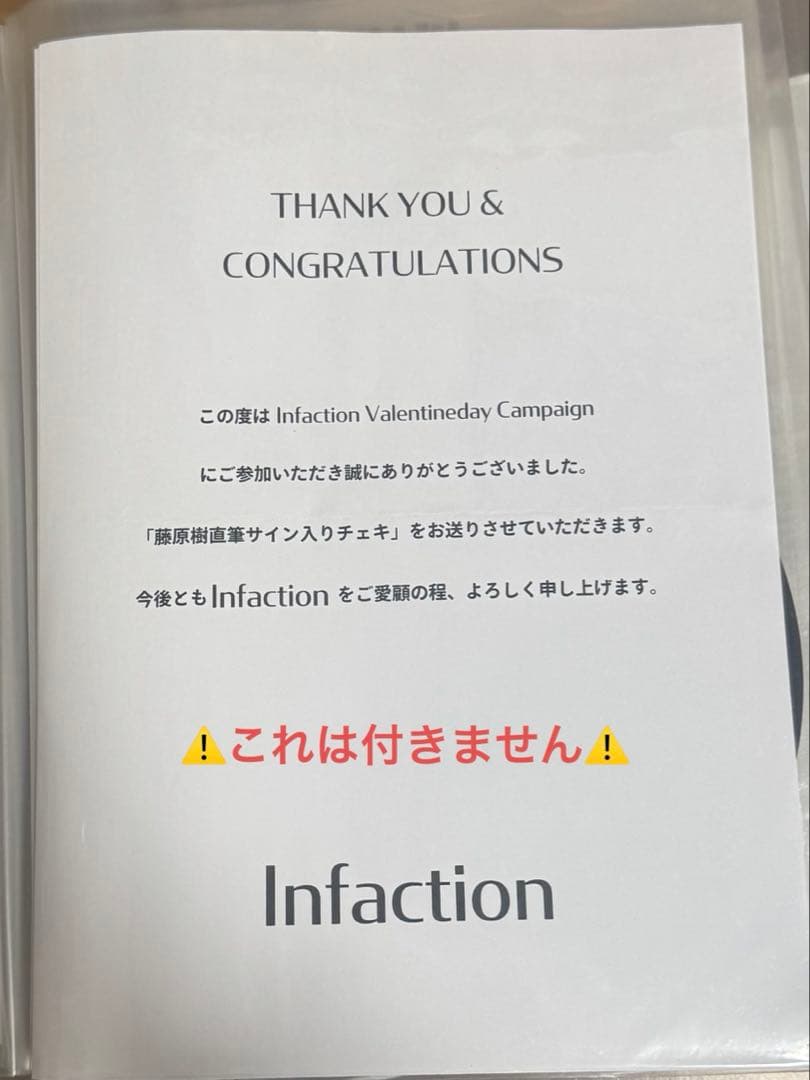 THANK YOU &
CONGRATULATIONS
この度は Infaction Valentineday Campaign
にご参加いただき誠にありがとうございました。
「藤原樹直筆サイン入りチェキ」をお送りさせていただきます。
今後とも Infaction をご愛顧の程、よろしく申し上げます。
⚠️これは付きません⚠️
Infaction